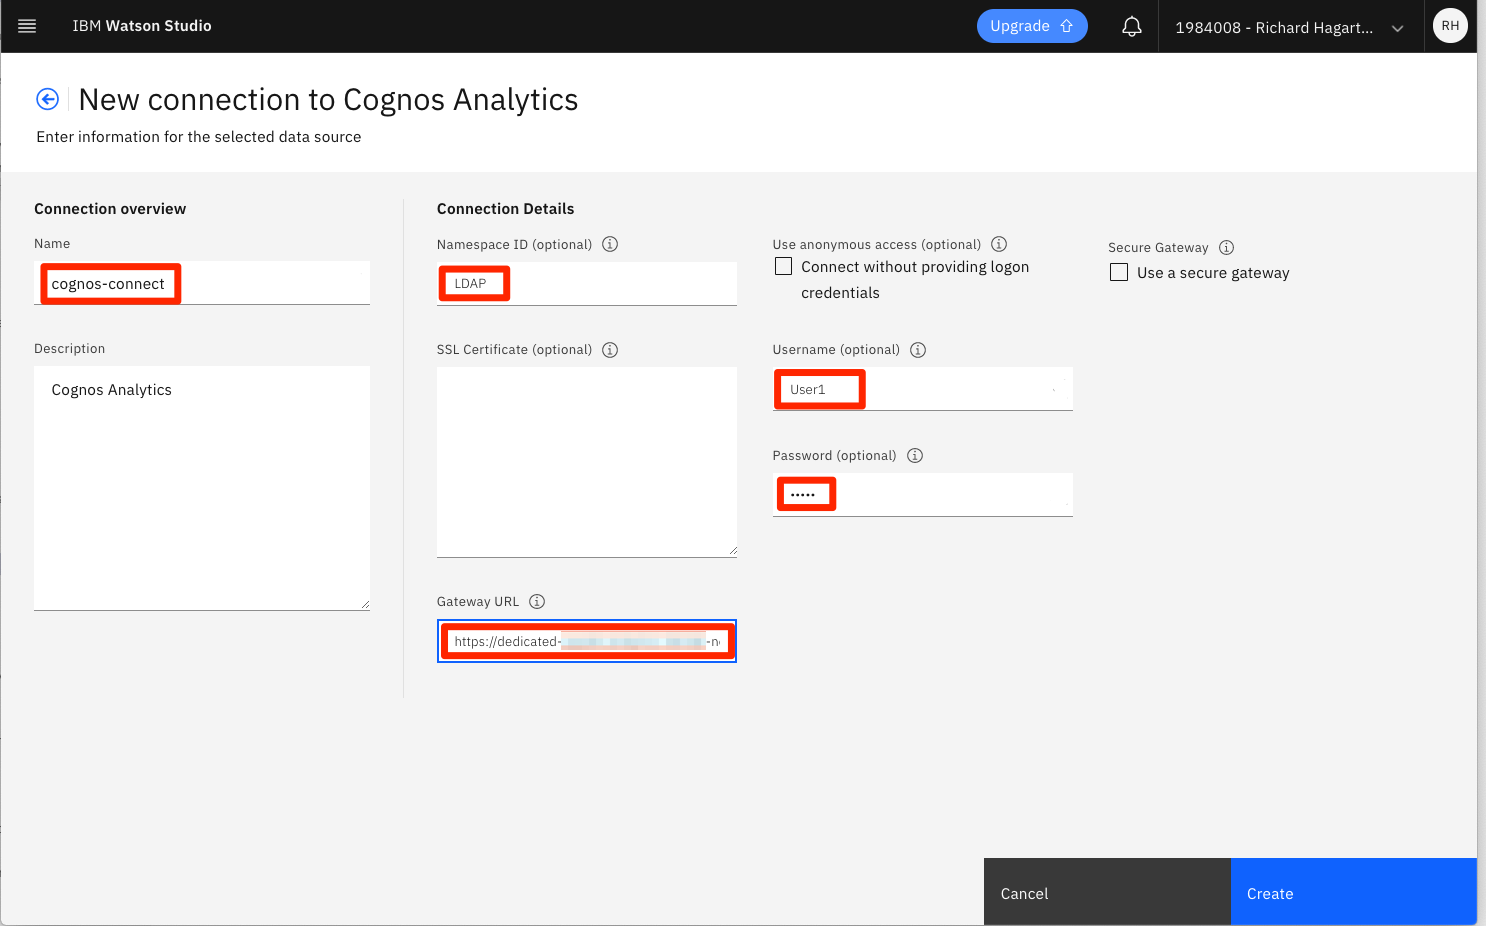 IBM Watson Studio
Upgrade
1984008 - Richard Hagart...
RH
New connection to Cognos Analytics
Enter information for the selected data source
Connection overview
Name
cognos-connect
Description
Cognos Analytics
Connection Details
Namespace ID (optional)
LDAP
SSL Certificate (optional)
Gateway URL
https://dedicated-
Use anonymous access (optional)
Connect without providing logon
credentials
Username (optional)
User1
Password (optional)
•••••
Secure Gateway
Use a secure gateway
Cancel
Create